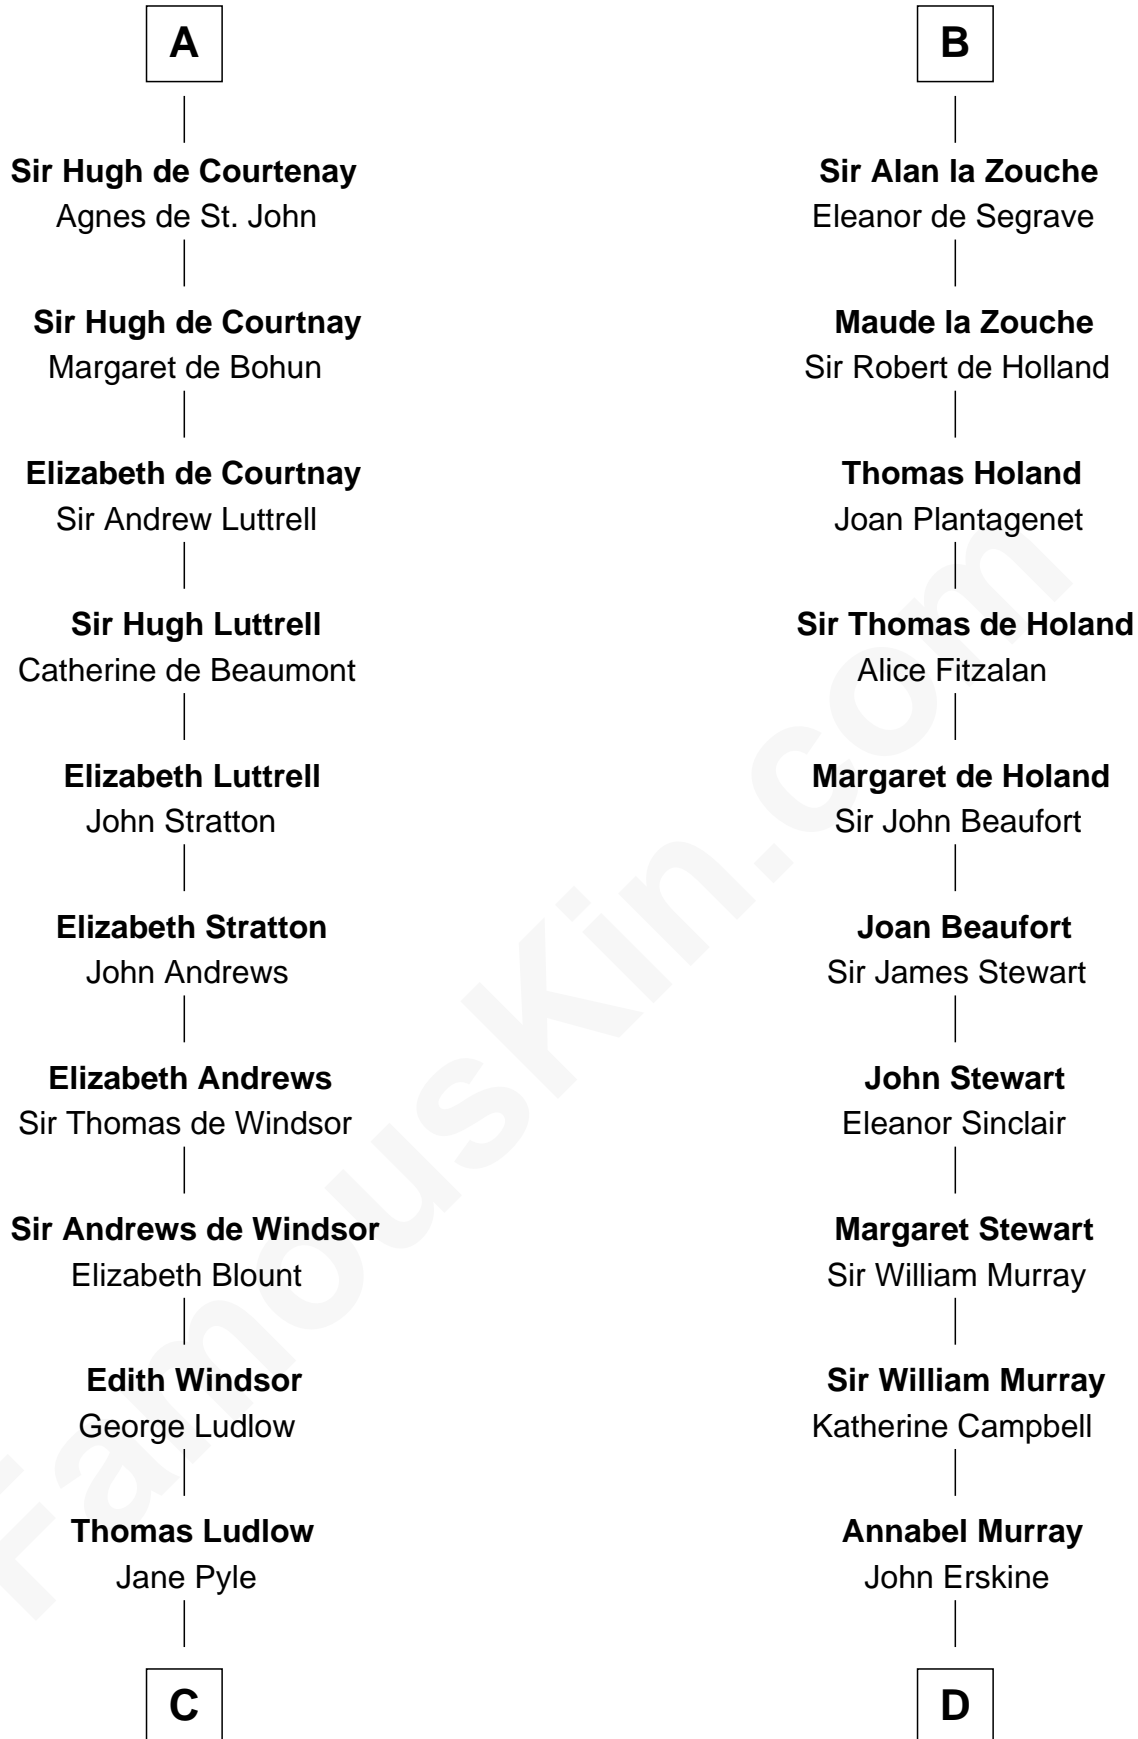 A
Sir Hugh de Courtenay
Agnes de St. John
Sir Hugh de Courtnay
Margaret de Bohun
Elizabeth de Courtnay
Sir Andrew Luttrell
Sir Hugh Luttrell
Catherine de Beaumont
Elizabeth Luttrell
John Stratton
Elizabeth Stratton
John Andrews
Elizabeth Andrews
Sir Thomas de Windsor
Sir Andrews de Windsor
Elizabeth Blount
Edith Windsor
George Ludlow
Thomas Ludlow
Jane Pyle
C
B
Sir Alan la Zouche
Eleanor de Segrave
Maude la Zouche
Sir Robert de Holland
Thomas Holand
Joan Plantagenet
Sir Thomas de Holand
Alice Fitzalan
Margaret de Holand
Sir John Beaufort
Joan Beaufort
Sir James Stewart
John Stewart
Eleanor Sinclair
Margaret Stewart
Sir William Murray
Sir William Murray
Katherine Campbell
Annabel Murray
John Erskine
D
FamousKin.com